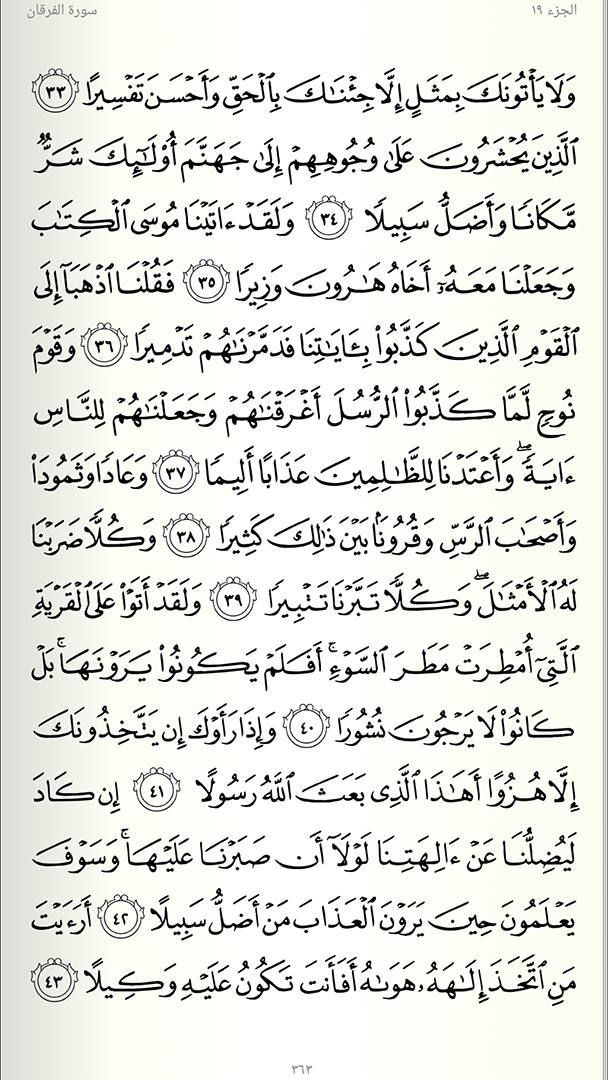 الجزء ١٩
سورة الفرقان
وَلَا يَأۡتُونَكَ بِمَثَلٍ إِلَّا جِئۡنَٰكَ بِٱلۡحَقِّ وَأَحۡسَنَ تَفۡسِيرًا ٣٣
ٱلَّذِينَ يُحۡشَرُونَ عَلَىٰ وُجُوهِهِمۡ إِلَىٰ جَهَنَّمَ أُوْلَٰٓئِكَ شَرٌّ
مَّكَانٗا وَأَضَلُّ سَبِيلٗا ٣٤ وَلَقَدۡ ءَاتَيۡنَا مُوسَى ٱلۡكِتَٰبَ
وَجَعَلۡنَا مَعَهُۥٓ أَخَاهُ هَٰرُونَ وَزِيرٗا ٣٥ فَقُلۡنَا ٱذۡهَبَآ إِلَى
ٱلۡقَوۡمِ ٱلَّذِينَ كَذَّبُواْ بِـَٔايَٰتِنَا فَدَمَّرۡنَٰهُمۡ تَدۡمِيرٗا ٣٦ وَقَوۡمَ
نُوحٖ لَّمَّا كَذَّبُواْ ٱلرُّسُلَ أَغۡرَقۡنَٰهُمۡ وَجَعَلۡنَٰهُمۡ لِلنَّاسِ
ءَايَةٗۖ وَأَعۡتَدۡنَا لِلظَّٰلِمِينَ عَذَابًا أَلِيمٗا ٣٧ وَعَادٗا وَثَمُودَاْ
وَأَصۡحَٰبَ ٱلرَّسِّ وَقُرُونَۢا بَيۡنَ ذَٰلِكَ كَثِيرٗا ٣٨ وَكُلّٗا ضَرَبۡنَا
لَهُ ٱلۡأَمۡثَٰلَۖ وَكُلّٗا تَبَّرۡنَا تَتۡبِيرٗا ٣٩ وَلَقَدۡ أَتَوۡاْ عَلَى ٱلۡقَرۡيَةِ
ٱلَّتِيٓ أُمۡطِرَتۡ مَطَرَ ٱلسَّوۡءِۚ أَفَلَمۡ يَكُونُواْ يَرَوۡنَهَاۚ بَلۡ
كَانُواْ لَا يَرۡجُونَ نُشُورٗا ٤٠ وَإِذَا رَأَوۡكَ إِن يَتَّخِذُونَكَ
إِلَّا هُزُوًا أَهَٰذَا ٱلَّذِي بَعَثَ ٱللَّهُ رَسُولًا ٤١ إِن كَادَ
لَيُضِلُّنَا عَنۡ ءَالِهَتِنَا لَوۡلَآ أَن صَبَرۡنَا عَلَيۡهَاۚ وَسَوۡفَ
يَعۡلَمُونَ حِينَ يَرَوۡنَ ٱلۡعَذَابَ مَنۡ أَضَلُّ سَبِيلًا ٤٢ أَرَءَيۡتَ
مَنِ ٱتَّخَذَ إِلَٰهَهُۥ هَوَىٰهُ أَفَأَنتَ تَكُونُ عَلَيۡهِ وَكِيلًا ٤٣
٣٦٣